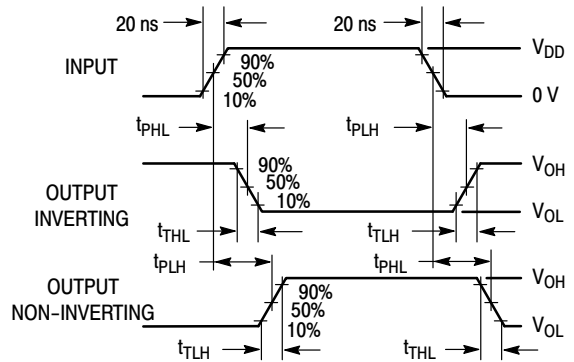 20 ns 20 ns
INPUT
90%
50%
10%
V_DD
0 V
t_PHL t_PLH
OUTPUT
INVERTING
90%
50%
10%
V_OH
V_OL
t_THL t_TLH
t_PLH t_PHL
OUTPUT
NON-INVERTING
90%
50%
10%
V_OH
V_OL
t_TLH t_THL